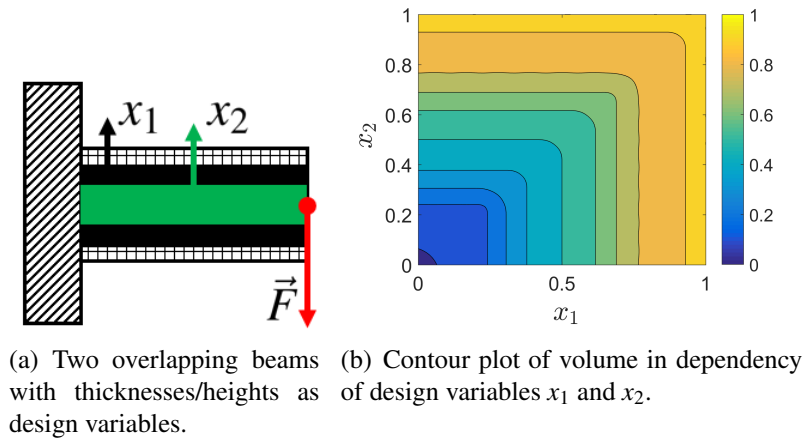 x₁ x₂
F⃗
1
0.8
0.6
0.4
0.2
0
x₂
0 0.5 1
x₁
1
0.8
0.6
0.4
0.2
0
(a) Two overlapping beams
with thicknesses/heights as
design variables.
(b) Contour plot of volume in dependency
of design variables x₁ and x₂.